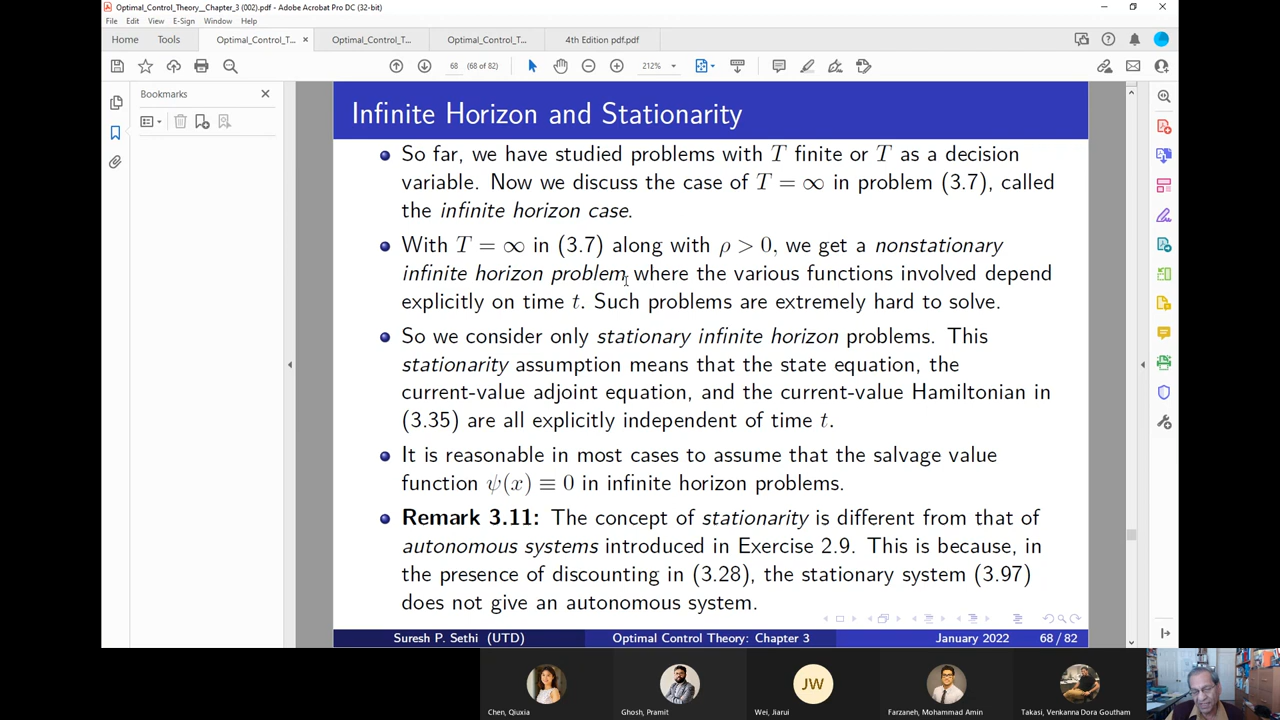 Optimal_Control_Theory__Chapter_3 (002).pdf - Adobe Acrobat Pro DC (32-bit)
File Edit View E-Sign Window Help
Home Tools Optimal_Control_T... × Optimal_Control_T... Optimal_Control_T... 4th Edition pdf.pdf
68 (68 of 82) 212%
Bookmarks
Infinite Horizon and Stationarity
So far, we have studied problems with T finite or T as a decision
variable. Now we discuss the case of T = ∞ in problem (3.7), called
the infinite horizon case.
With T = ∞ in (3.7) along with ρ > 0, we get a nonstationary
infinite horizon problem where the various functions involved depend
explicitly on time t. Such problems are extremely hard to solve.
So we consider only stationary infinite horizon problems. This
stationarity assumption means that the state equation, the
current-value adjoint equation, and the current-value Hamiltonian in
(3.35) are all explicitly independent of time t.
It is reasonable in most cases to assume that the salvage value
function ψ(x) ≡ 0 in infinite horizon problems.
Remark 3.11: The concept of stationarity is different from that of
autonomous systems introduced in Exercise 2.9. This is because, in
the presence of discounting in (3.28), the stationary system (3.97)
does not give an autonomous system.
Suresh P. Sethi (UTD) Optimal Control Theory: Chapter 3 January 2022 68 / 82
JW
Chen, Qiuxia Ghosh, Pramit Wei, Jiarui Farzaneh, Mohammad Amin Takasi, Venkanna Dora Goutham